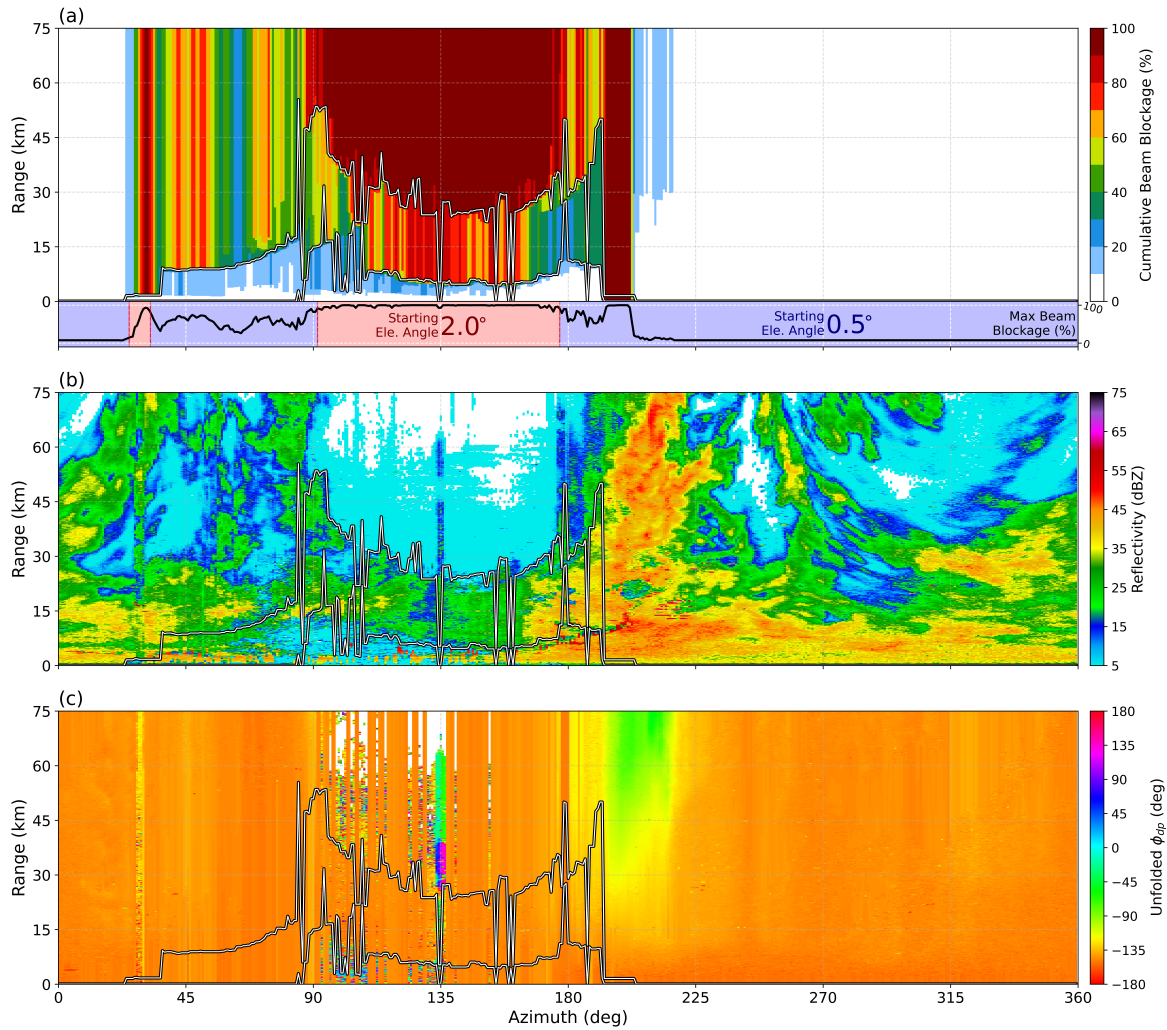 (a)
75
60
45
30
15
0
Range (km)
100
80
60
40
20
0
Cumulative Beam Blockage (%)
Starting
Ele. Angle 2.0°
Starting
Ele. Angle 0.5°
Max Beam
Blockage (%)
100
0
(b)
75
60
45
30
15
0
Range (km)
75
65
55
45
35
25
15
5
Reflectivity (dBZ)
(c)
75
60
45
30
15
0
Range (km)
180
135
90
45
0
−45
−90
−135
−180
Unfolded ϕdp (deg)
0 45 90 135 180 225 270 315 360
Azimuth (deg)